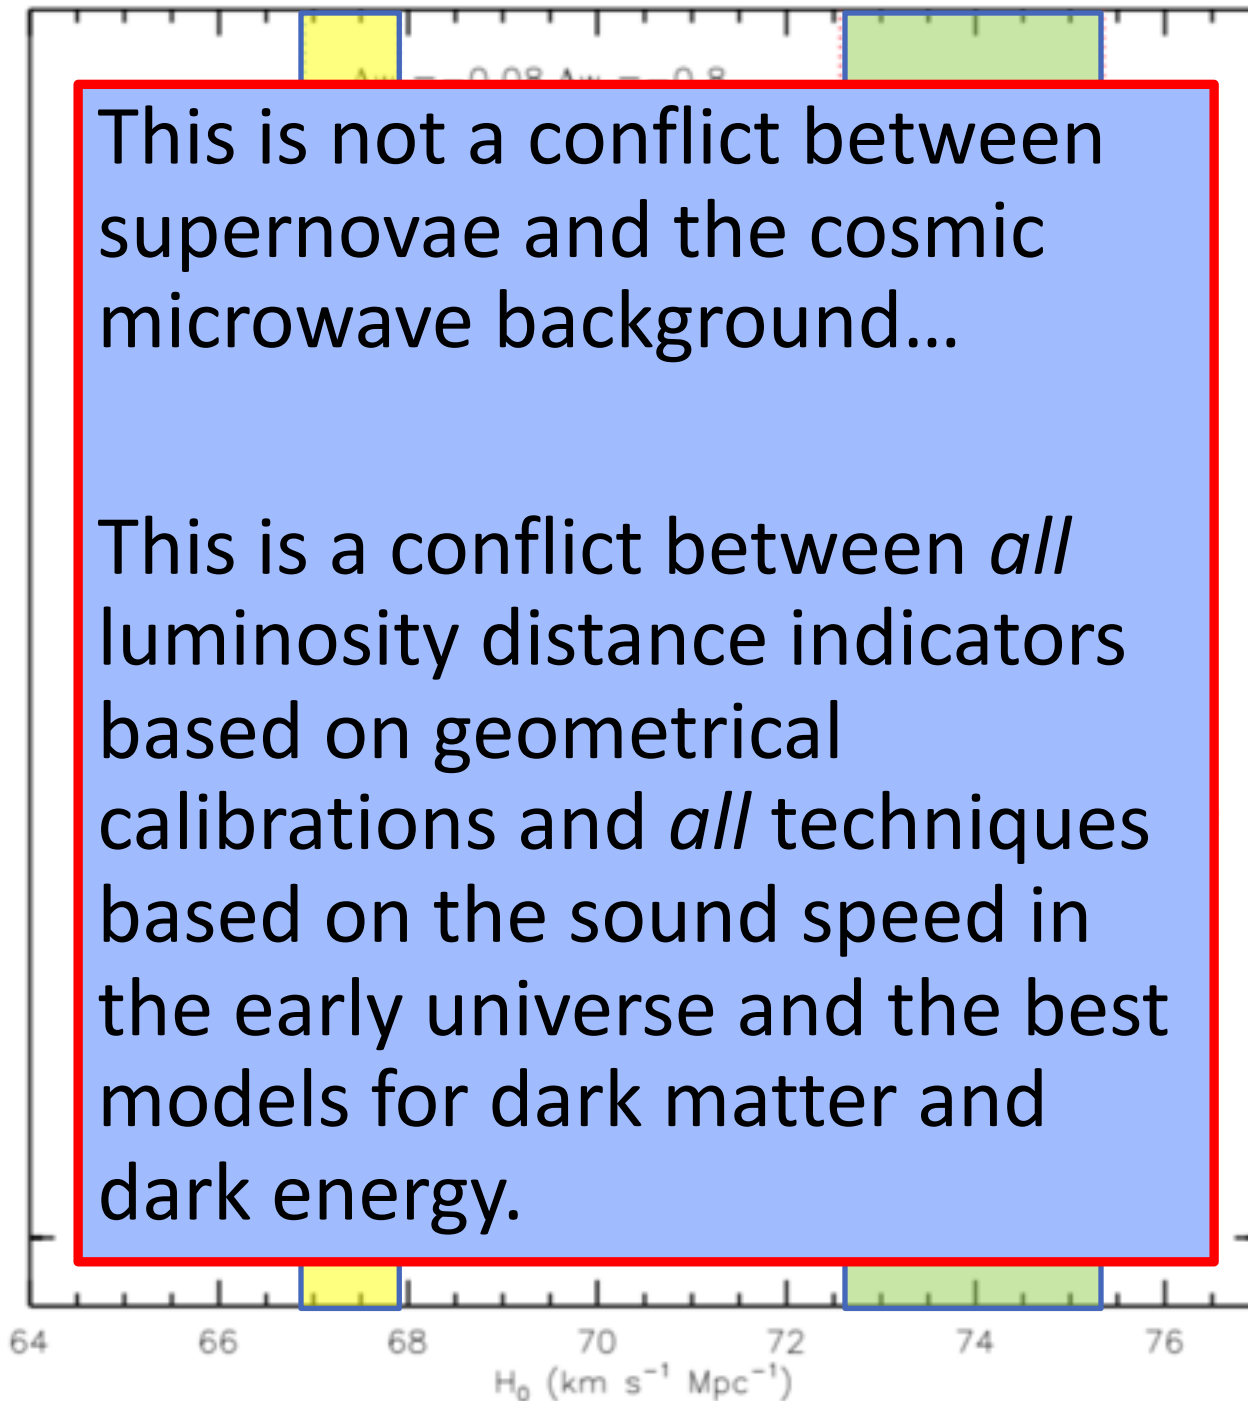 This is not a conflict between
supernovae and the cosmic
microwave background...
This is a conflict between all
luminosity distance indicators
based on geometrical
calibrations and all techniques
based on the sound speed in
the early universe and the best
models for dark matter and
dark energy.
64 66 68 70 72 74 76
H₀ (km s⁻¹ Mpc⁻¹)